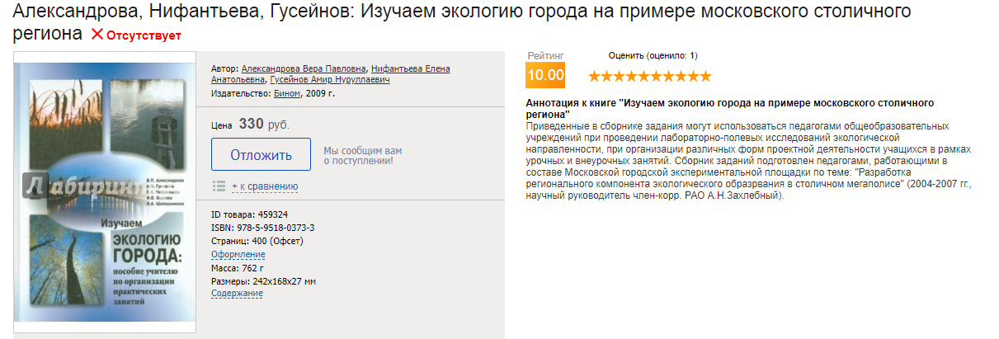 Александрова, Нифантьева, Гусейнов: Изучаем экологию города на примере московского столичного
региона Отсутствует
Лабиринт
В.П. Александрова
А.Н. Гусейнов
Е.А. Нифантьева
И.В. Болгова
И.А. Шапошникова
Изучаем
ЭКОЛОГИЮ
ГОРОДА:
пособие учителю
по организации
практических
занятий
Автор: Александрова Вера Павловна, Нифантьева Елена
Анатольевна, Гусейнов Амир Нуруллаевич
Издательство: Бином, 2009 г.
Цена 330 руб.
Отложить
Мы сообщим вам
о поступлении!
+ к сравнению
ID товара: 459324
ISBN: 978-5-9518-0373-3
Страниц: 400 (Офсет)
Оформление
Масса: 762 г
Размеры: 242x168x27 мм
Содержание
Рейтинг
10.00
Оценить (оценило: 1)
Аннотация к книге "Изучаем экологию города на примере московского столичного
региона"
Приведенные в сборнике задания могут использоваться педагогами общеобразовательных
учреждений при проведении лабораторно-полевых исследований экологической
направленности, при организации различных форм проектной деятельности учащихся в рамках
урочных и внеурочных занятий. Сборник заданий подготовлен педагогами, работающими в
составе Московской городской экспериментальной площадки по теме: "Разработка
регионального компонента экологического образрвания в столичном мегаполисе" (2004-2007 гг.,
научный руководитель член-корр. РАО А.Н.Захлебный).